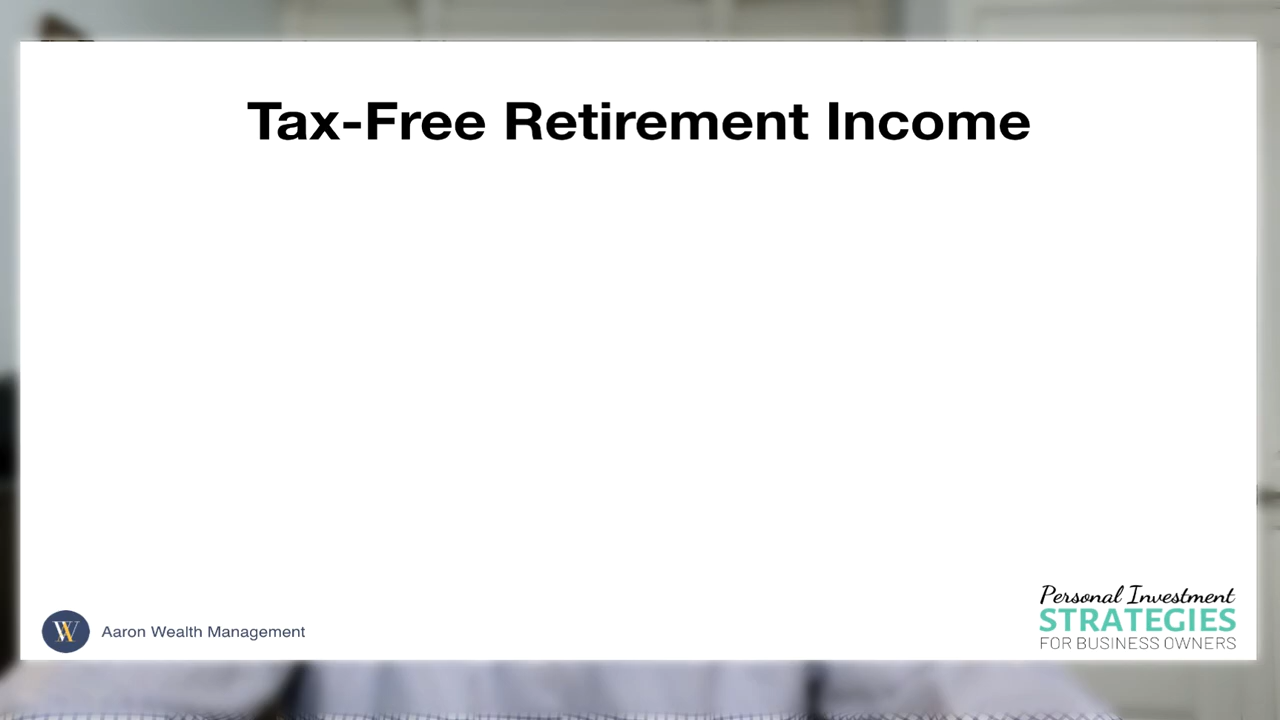 Tax-Free Retirement Income
Aaron Wealth Management
Personal Investment
STRATEGIES
FOR BUSINESS OWNERS